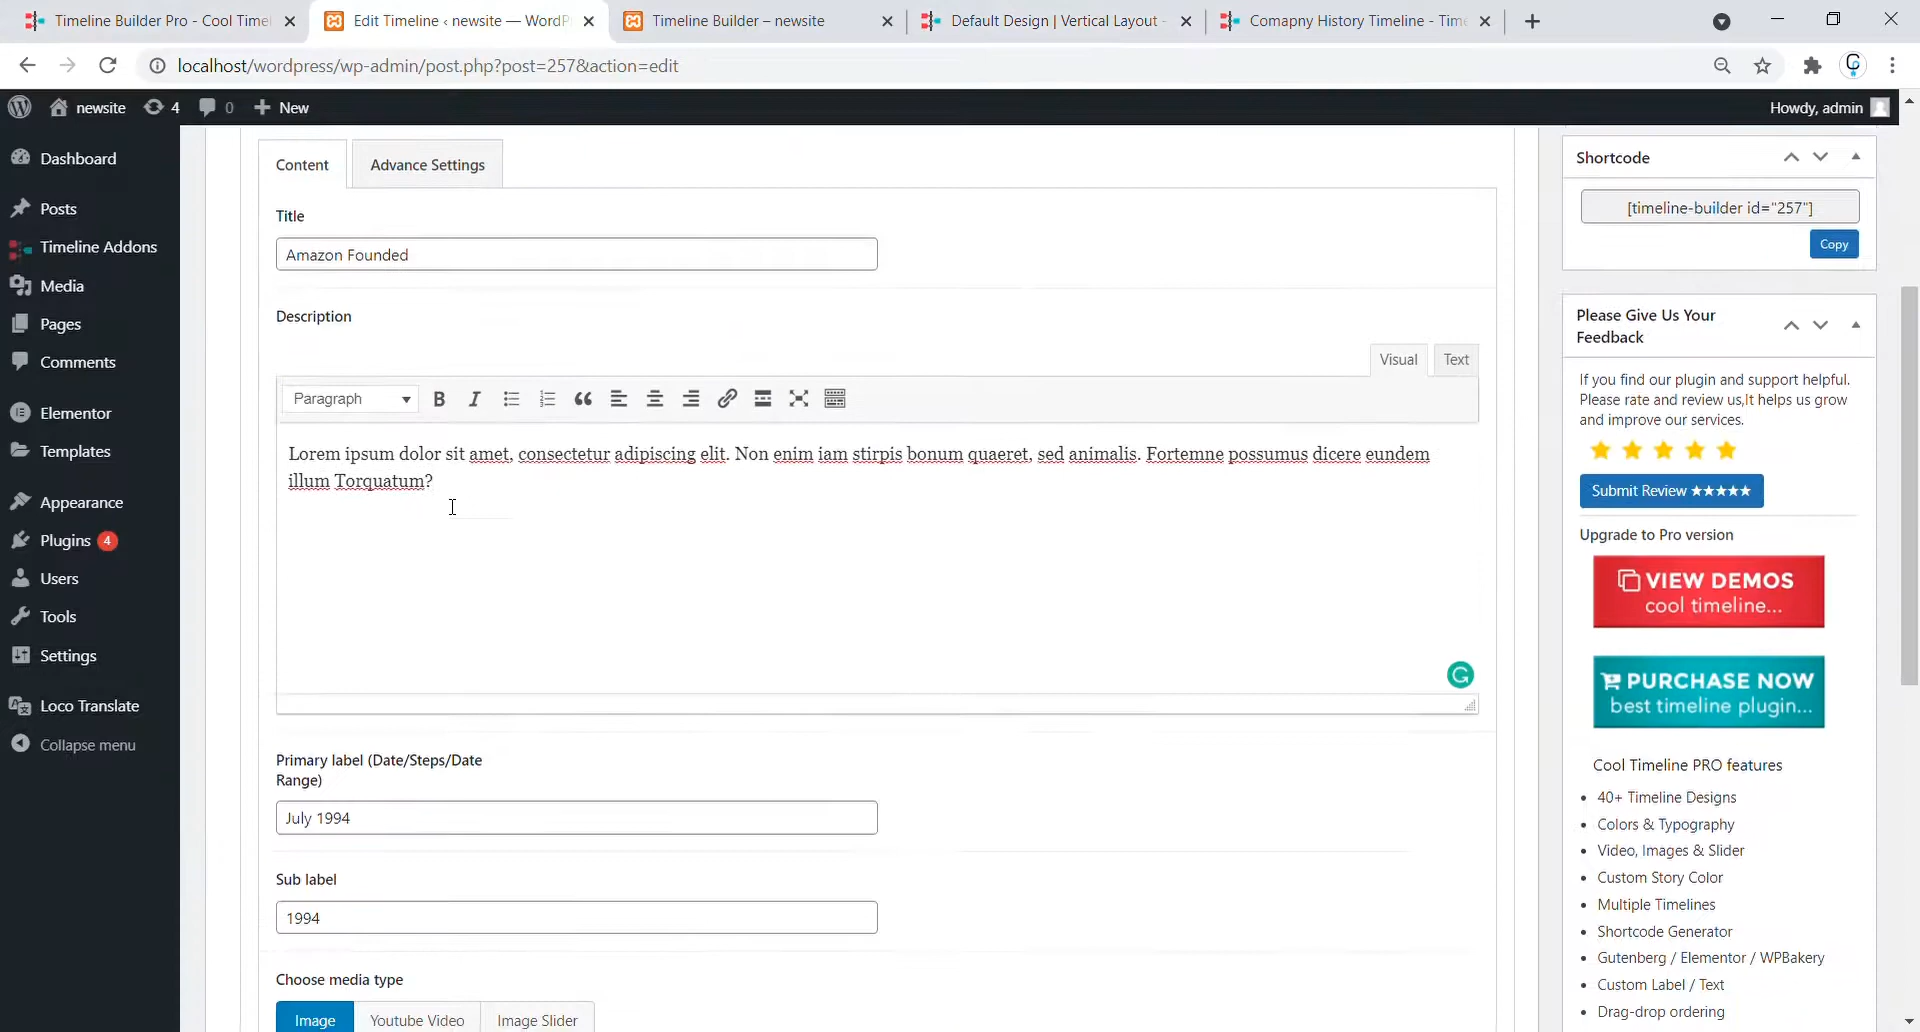 Timeline Builder Pro - Cool Time
Edit Timeline ‹ newsite — WordP
Timeline Builder – newsite
Default Design | Vertical Layout -
Comapny History Timeline - Time
localhost/wordpress/wp-admin/post.php?post=257&action=edit
newsite
4
0
New
Howdy, admin
Dashboard
Posts
Timeline Addons
Media
Pages
Comments
Elementor
Templates
Appearance
Plugins 4
Users
Tools
Settings
Loco Translate
Collapse menu
Content
Advance Settings
Title
Amazon Founded
Description
Visual
Text
Paragraph
Lorem ipsum dolor sit amet, consectetur adipiscing elit. Non enim iam stirpis bonum quaeret, sed animalis. Fortemne possumus dicere eundem
illum Torquatum?
Primary label (Date/Steps/Date
Range)
July 1994
Sub label
1994
Choose media type
Image
Youtube Video
Image Slider
Shortcode
[timeline-builder id="257"]
Copy
Please Give Us Your
Feedback
If you find our plugin and support helpful.
Please rate and review us,It helps us grow
and improve our services.
Submit Review ★★★★★
Upgrade to Pro version
VIEW DEMOS
cool timeline...
PURCHASE NOW
best timeline plugin...
Cool Timeline PRO features
• 40+ Timeline Designs
• Colors & Typography
• Video, Images & Slider
• Custom Story Color
• Multiple Timelines
• Shortcode Generator
• Gutenberg / Elementor / WPBakery
• Custom Label / Text
• Drag-drop ordering